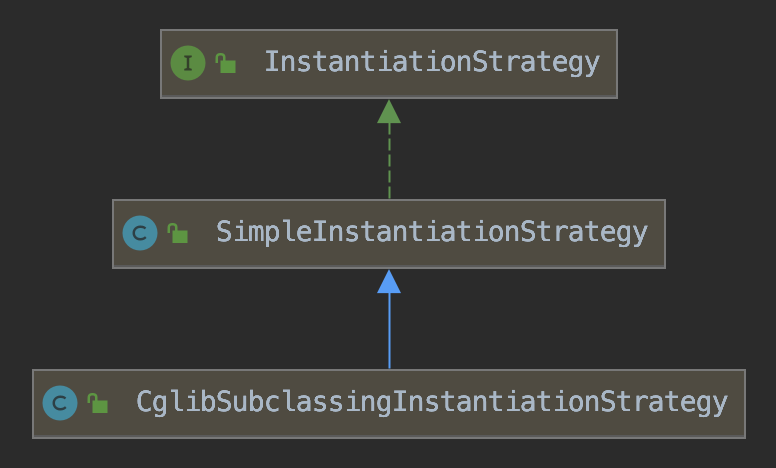 I InstantiationStrategy
C SimpleInstantiationStrategy
C CglibSubclassingInstantiationStrategy